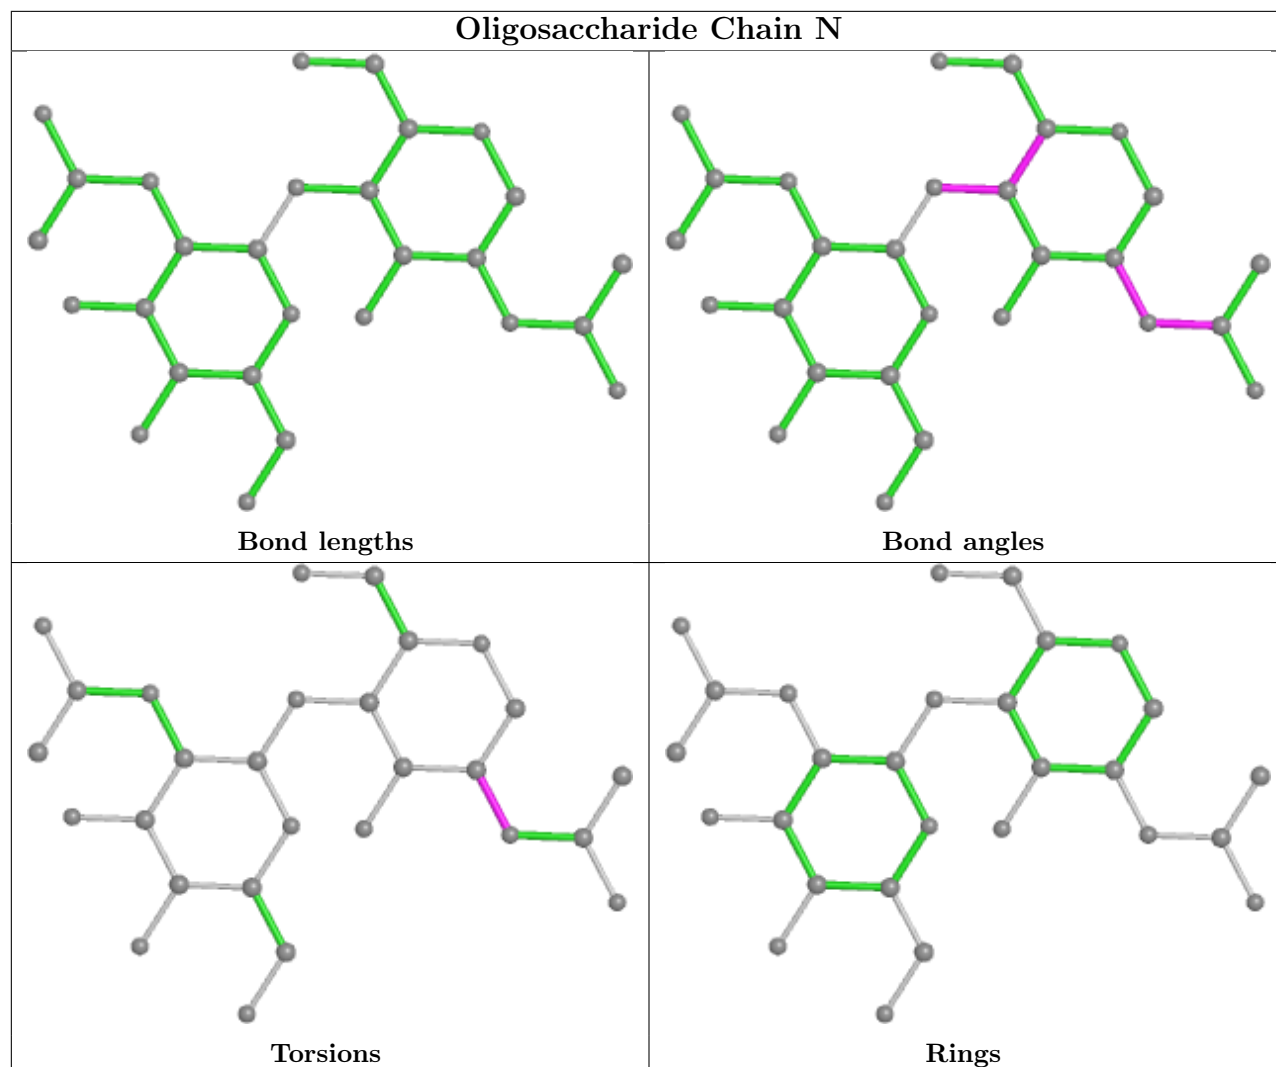 Oligosaccharide Chain N
Bond lengths
Bond angles
Torsions
Rings